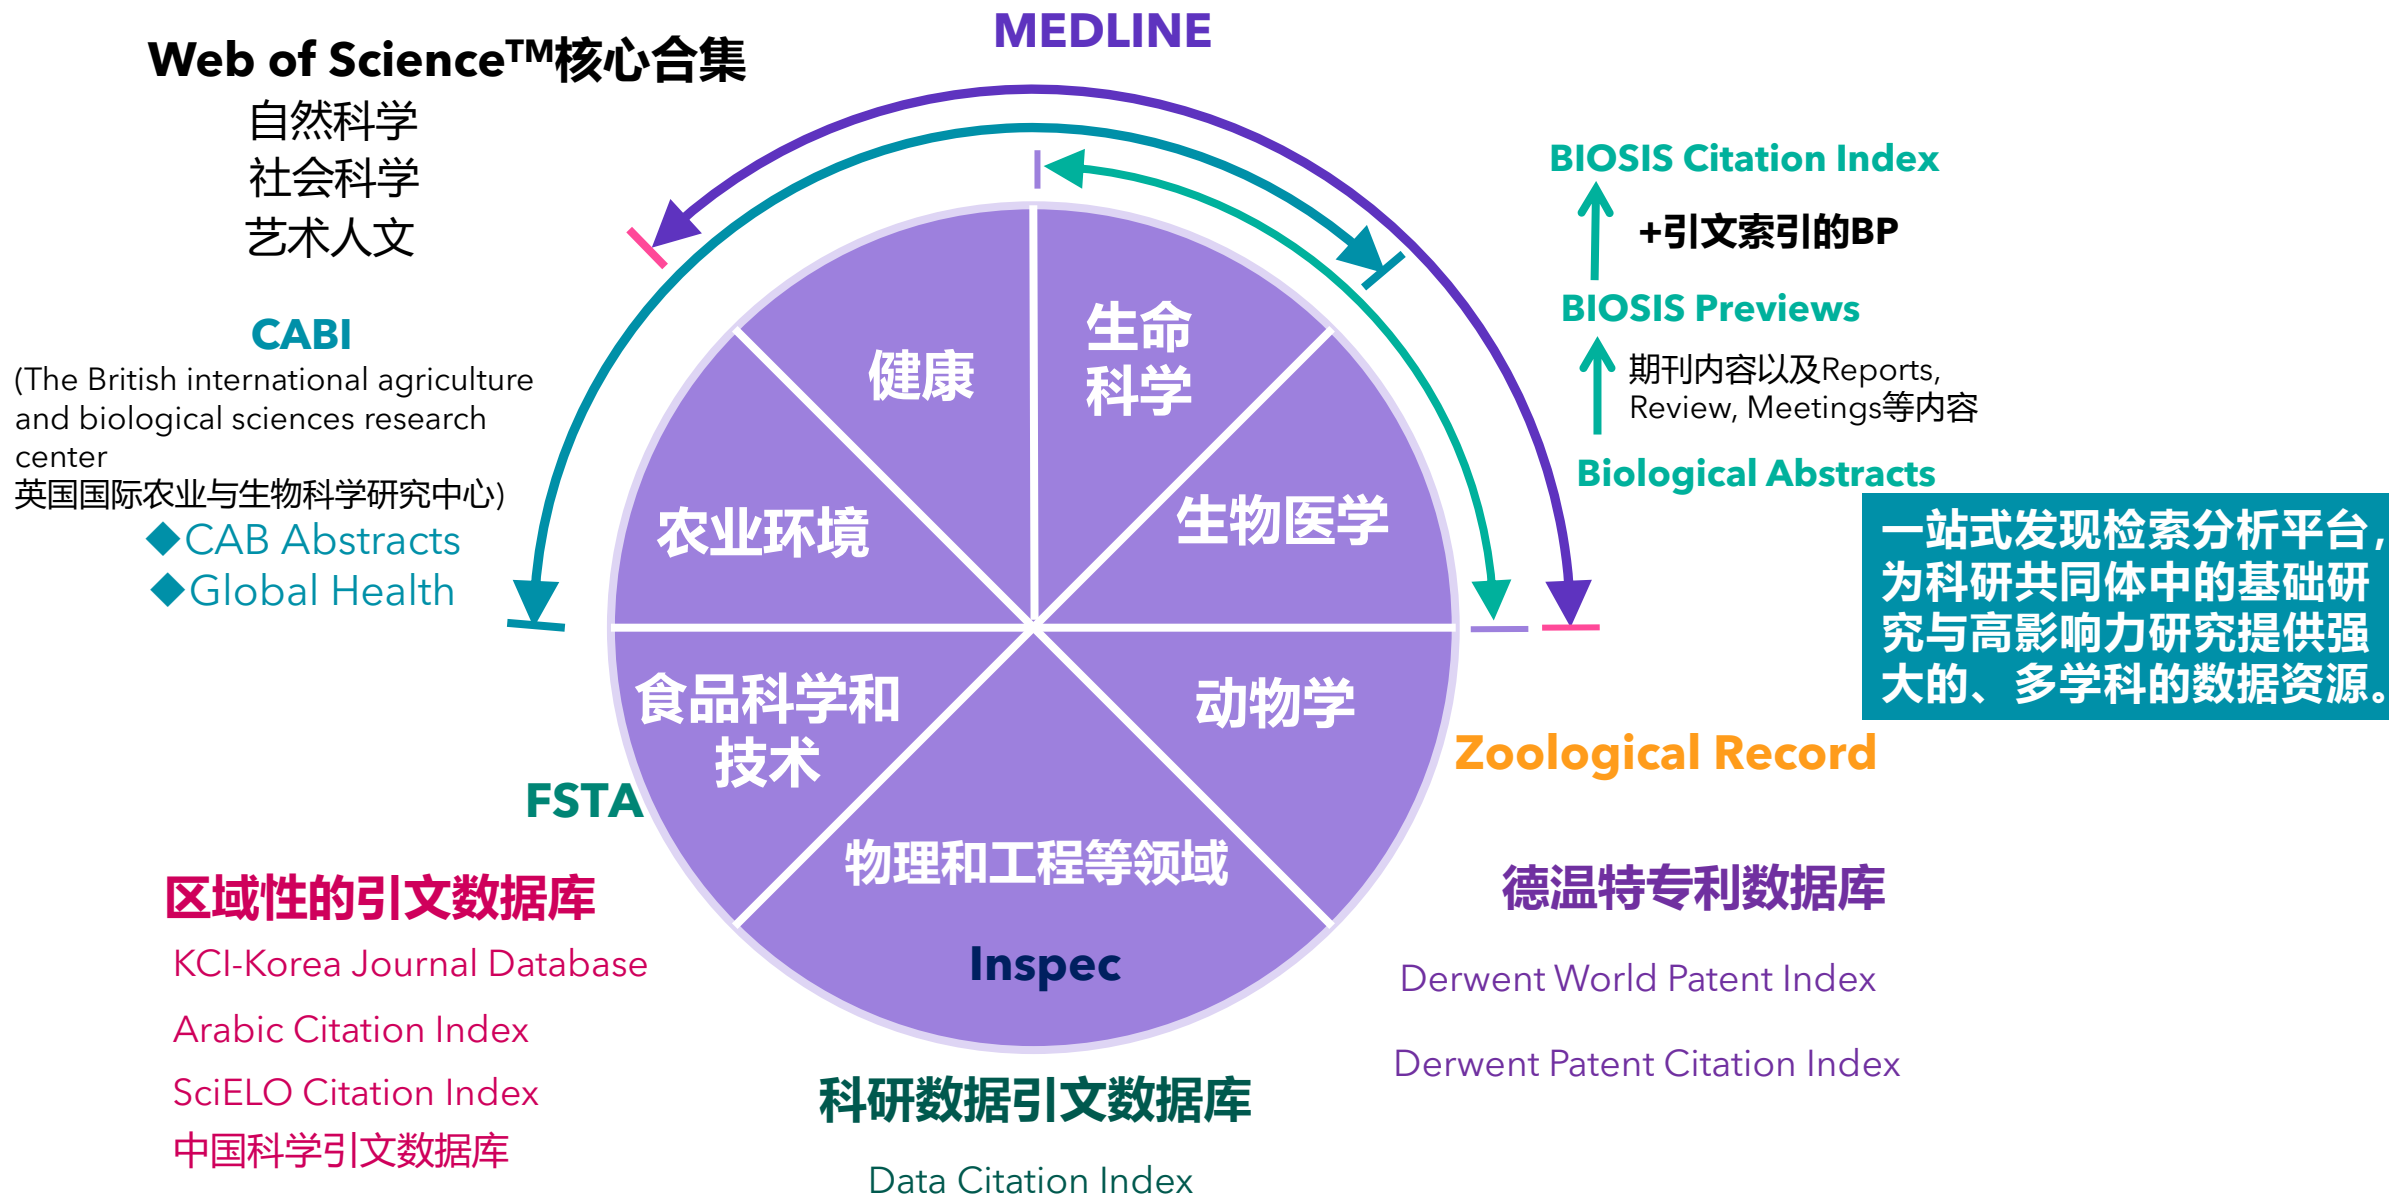 MEDLINE
Web of Science™核心合集
自然科学
社会科学
艺术人文
CABI
(The British international agriculture
and biological sciences research
center
英国国际农业与生物科学研究中心)
◆CAB Abstracts
◆Global Health
健康
生命
科学
农业环境
生物医学
食品科学和
技术
动物学
物理和工程等领域
Inspec
BIOSIS Citation Index
+引文索引的BP
BIOSIS Previews
期刊内容以及Reports,
Review, Meetings等内容
Biological Abstracts
一站式发现检索分析平台,
为科研共同体中的基础研
究与高影响力研究提供强
大的、多学科的数据资源。
Zoological Record
FSTA
区域性的引文数据库
KCI-Korea Journal Database
Arabic Citation Index
SciELO Citation Index
中国科学引文数据库
德温特专利数据库
Derwent World Patent Index
Derwent Patent Citation Index
科研数据引文数据库
Data Citation Index